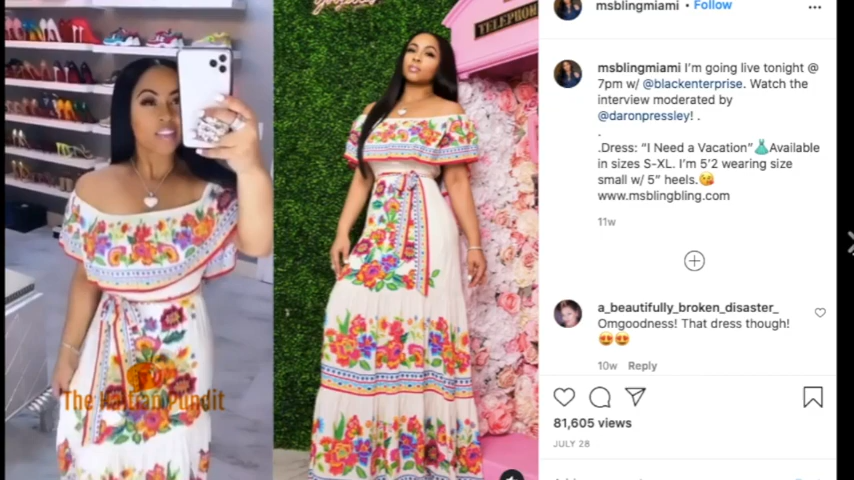 TELEPHON
The Haitian Pundit
msblingmiami • Follow
msblingmiami I'm going live tonight @
7pm w/ @blackenterprise. Watch the
interview moderated by
@daronpressley! .
.
.Dress: "I Need a Vacation"👗Available
in sizes S-XL. I'm 5'2 wearing size
small w/ 5" heels.😘
www.msblingbling.com
11w
a_beautifully_broken_disaster_
Omgoodness! That dress though!
😍😍
10w Reply
81,605 views
JULY 28